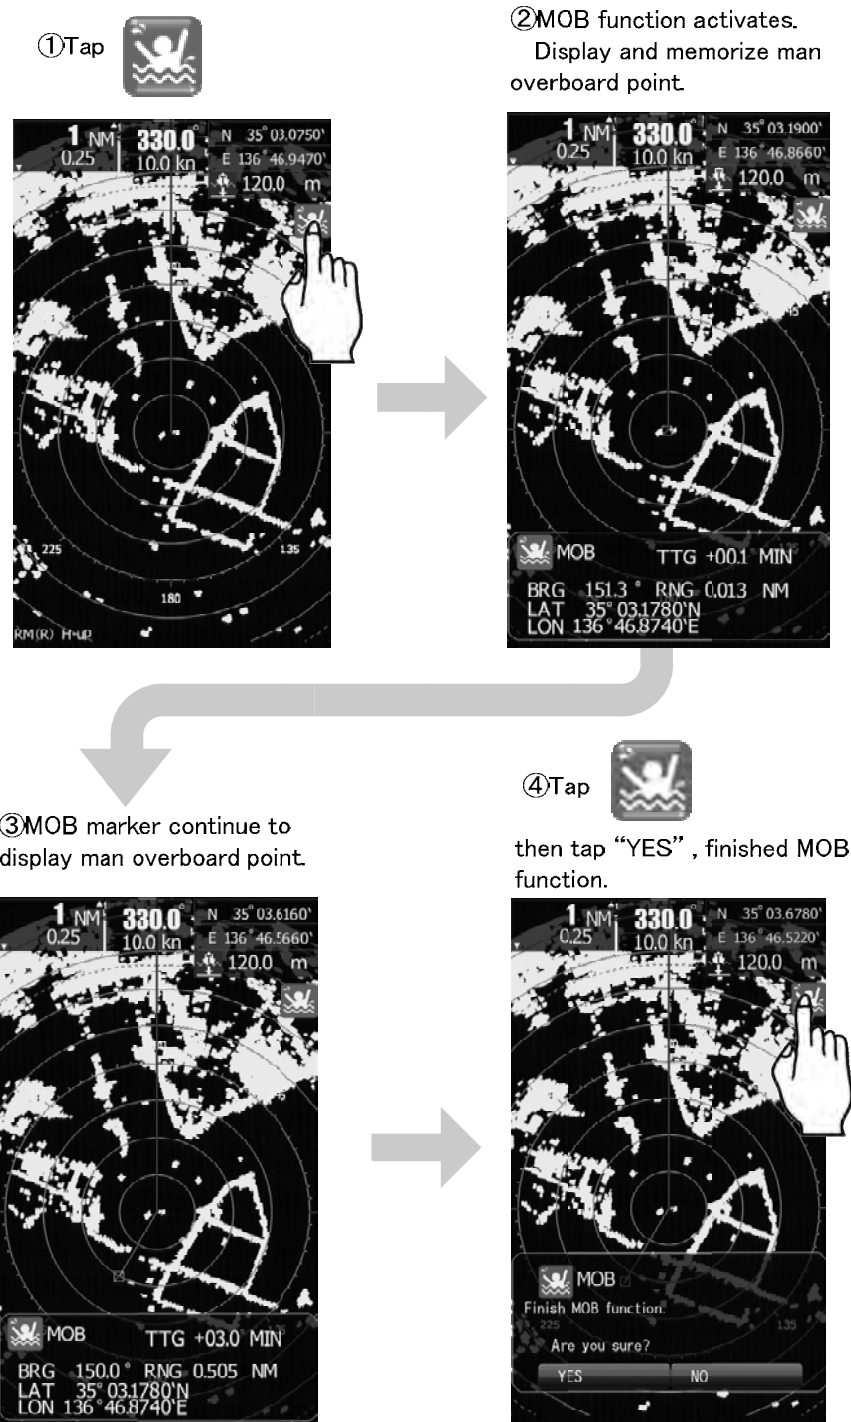 ①Tap
②MOB function activates.
Display and memorize man
overboard point.
1 NM
0.25
330.0°
10.0 kn
N 35° 03.0750'
E 136° 46.9470'
120.0 m
225
135
180
RM(R) H-UP
1 NM
0.25
330.0°
10.0 kn
N 35° 03.1900'
E 136° 46.8660'
120.0 m
45
MOB TTG +00.1 MIN
BRG 151.3 ° RNG 0.013 NM
LAT 35° 03.1780'N
LON 136°46.8740'E
③MOB marker continue to
display man overboard point.
④Tap
then tap “YES” , finished MOB
function.
1 NM
0.25
330.0°
10.0 kn
N 35° 03.6160'
E 136° 46.5660'
120.0 m
MOB TTG +03.0 MIN
BRG 150.0 ° RNG 0.505 NM
LAT 35° 03.1780'N
LON 136°46.8740'E
1 NM
0.25
330.0°
10.0 kn
N 35° 03.6780'
E 136° 46.5220'
120.0 m
MOB
Finish MOB function.
225
135
Are you sure?
YES NO